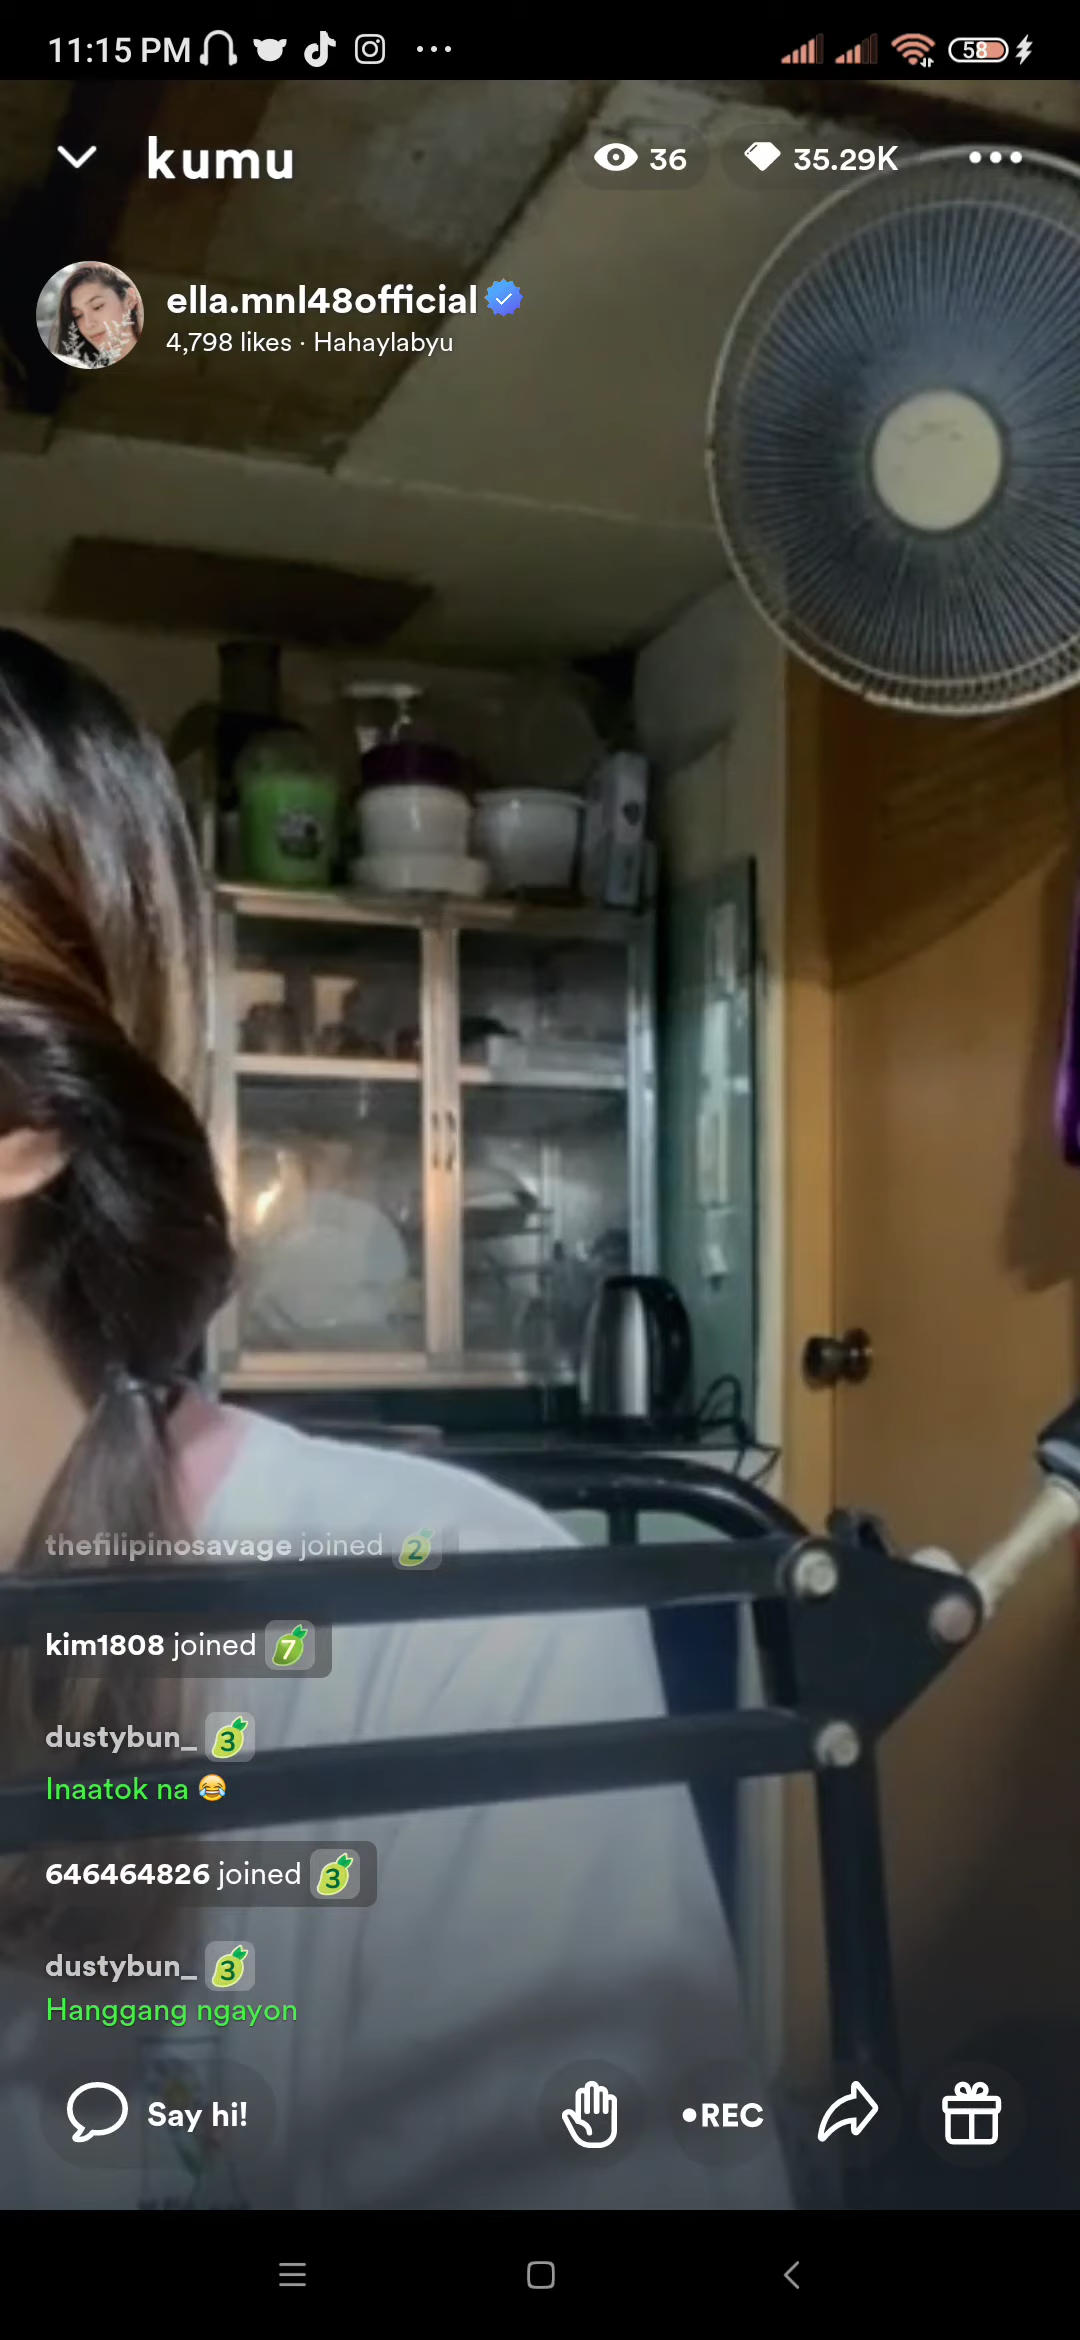 11:15 PM
58
kumu
36
35.29K
ella.mnl48official
4,798 likes · Hahaylabyu
thefilipinosavage joined 2
kim1808 joined 7
dustybun_ 3
Inaatok na 😂
646464826 joined 3
dustybun_ 3
Hanggang ngayon
Say hi!
•REC